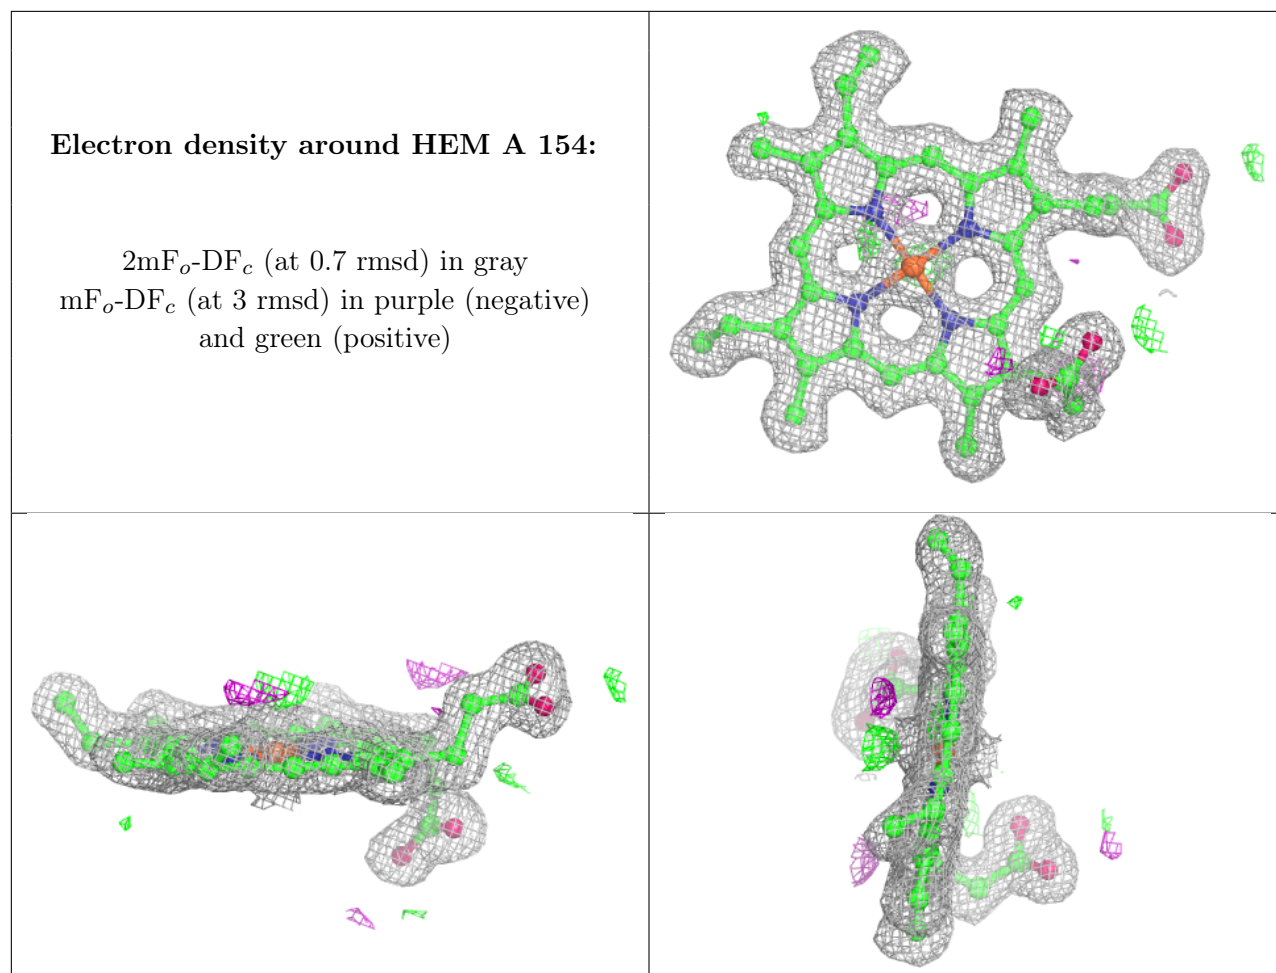 Electron density around HEM A 154:
2mFo-DFc (at 0.7 rmsd) in gray
mFo-DFc (at 3 rmsd) in purple (negative)
and green (positive)